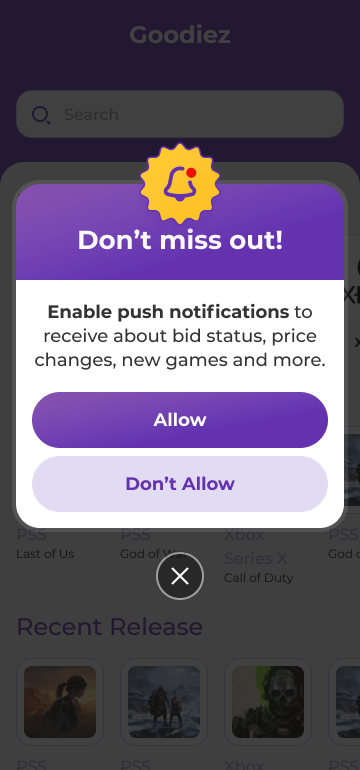 Goodiez
Search
Don’t miss out!
Enable push notifications to
receive about bid status, price
changes, new games and more.
Allow
Don’t Allow
PS5
PS5
Xbox
PS5
Last of Us
God of
God
Series X
Call of Duty
Recent Release
PS5
PS5
Xbox
PS5